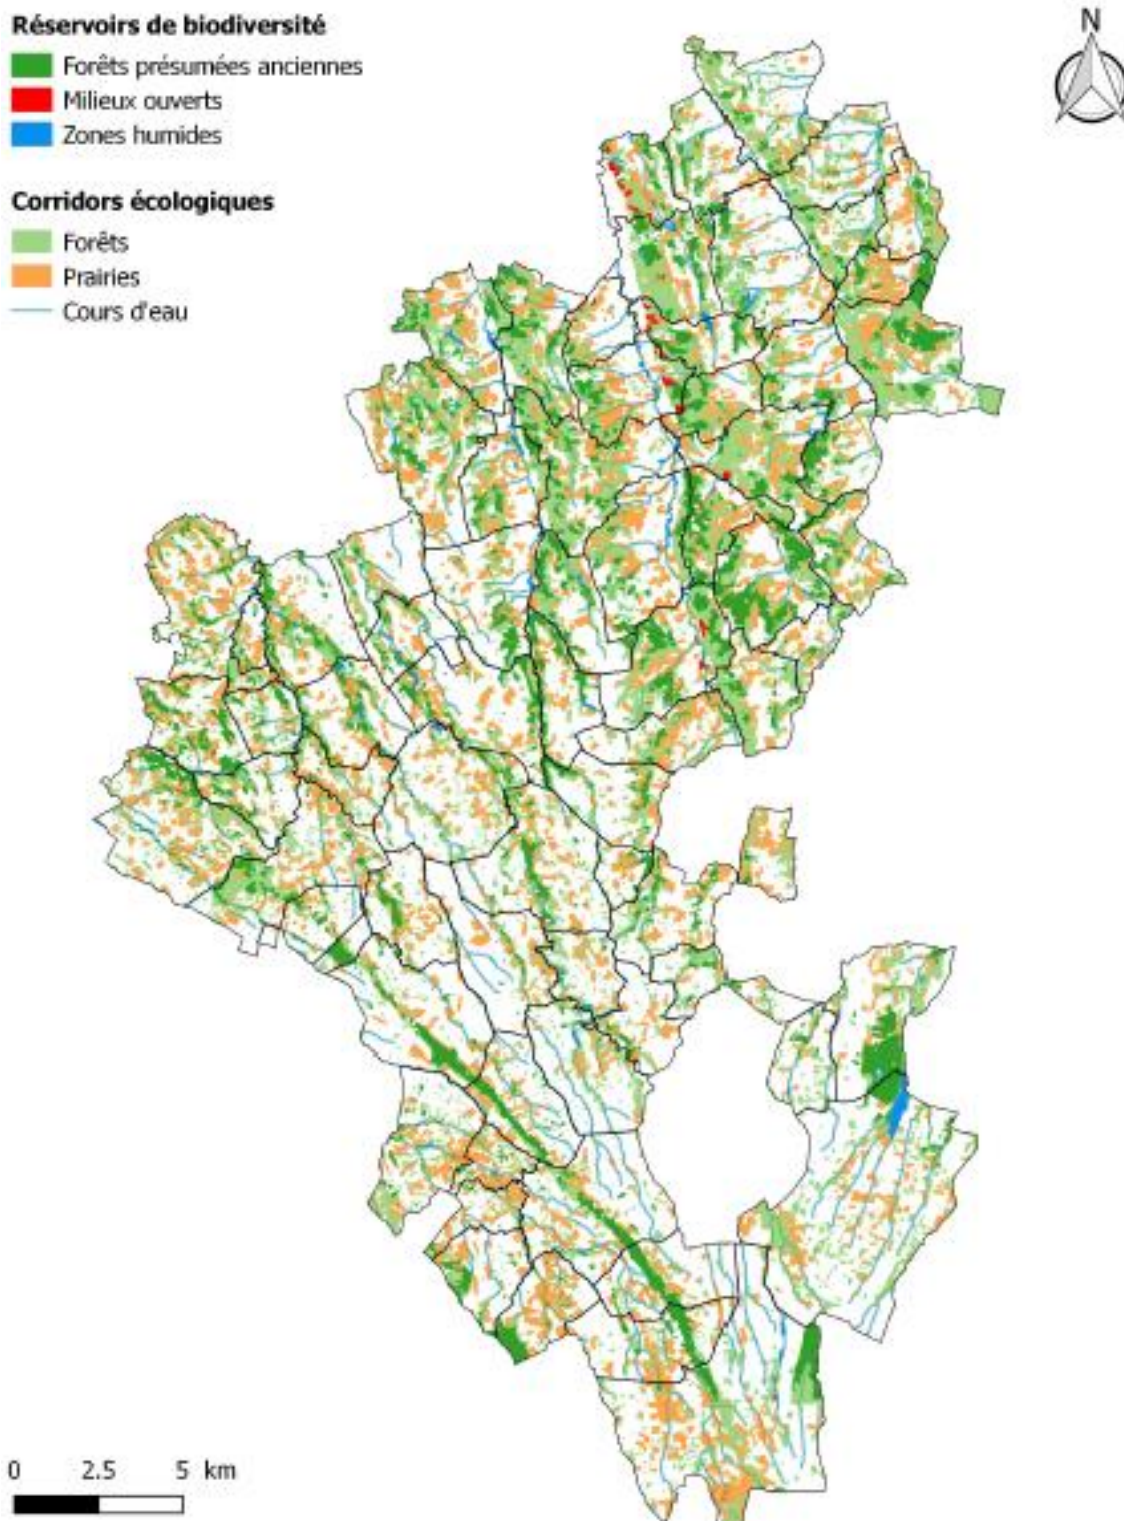 Réservoirs de biodiversité
Forêts présumées anciennes
Milieux ouverts
Zones humides
Corridors écologiques
Forêts
Prairies
Cours d'eau
N
0 2.5 5 km